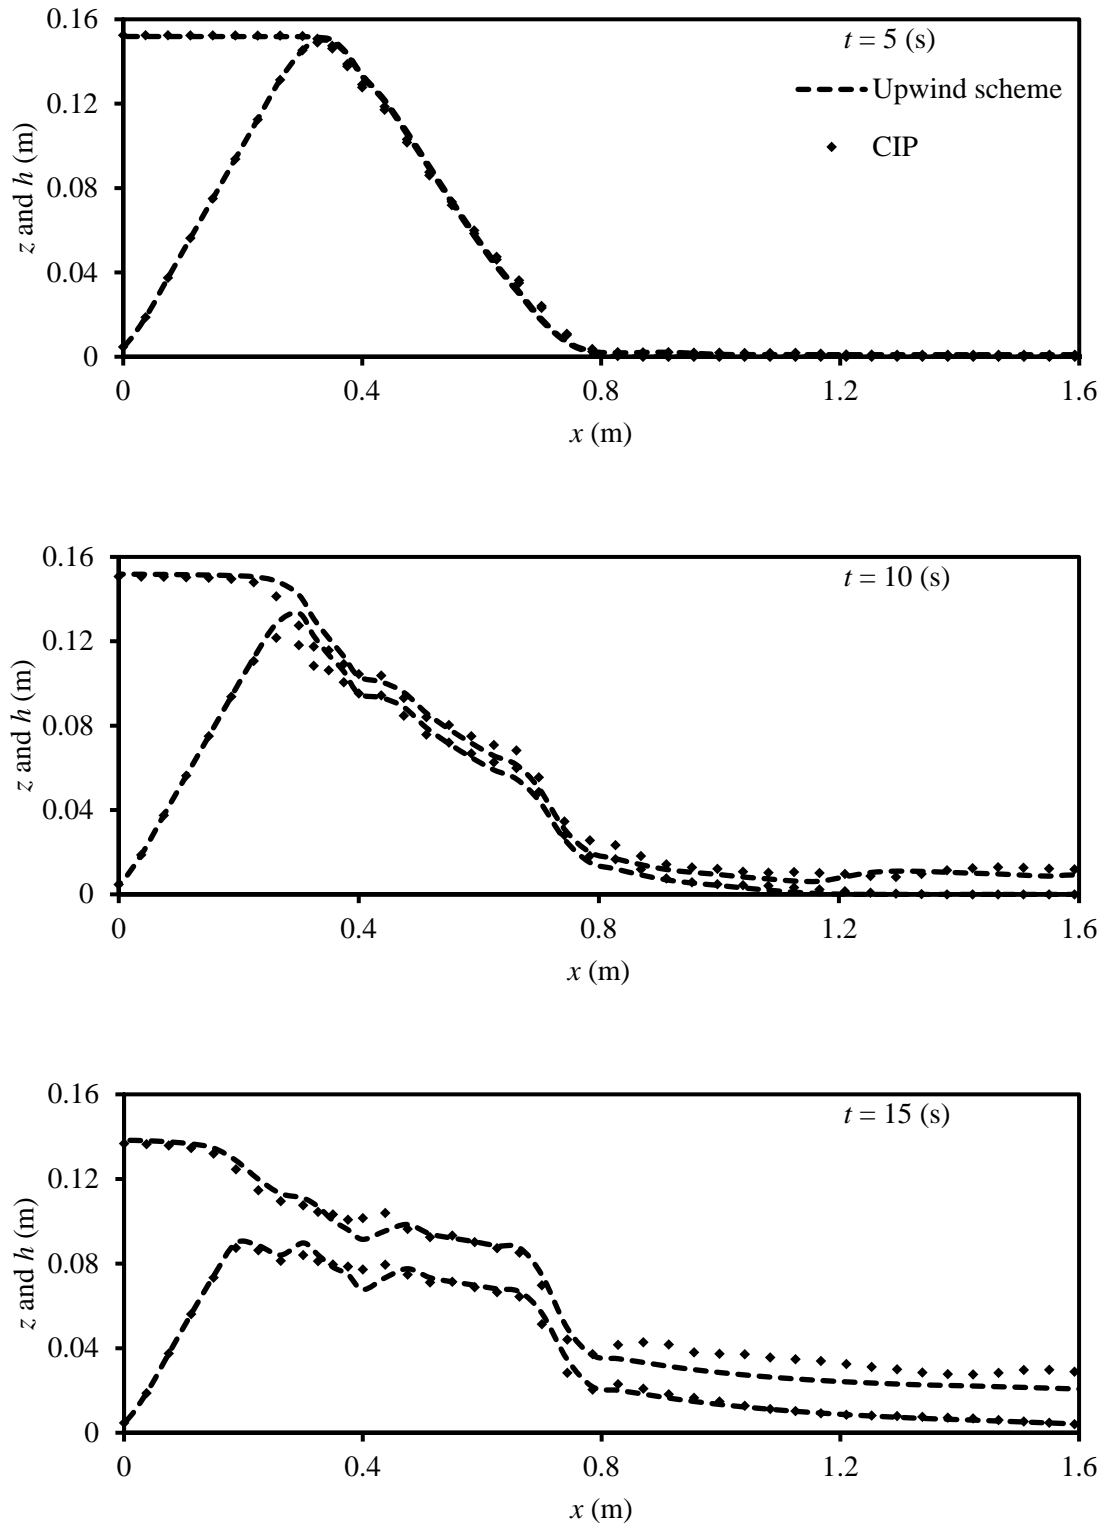 0.16
t = 5 (s)
Upwind scheme
0.12
CIP
z and h (m)
0.08
0.04
0
0 0.4 0.8 1.2 1.6
x (m)
0.16
t = 10 (s)
0.12
z and h (m)
0.08
0.04
0
0 0.4 0.8 1.2 1.6
x (m)
0.16
t = 15 (s)
0.12
z and h (m)
0.08
0.04
0
0 0.4 0.8 1.2 1.6
x (m)